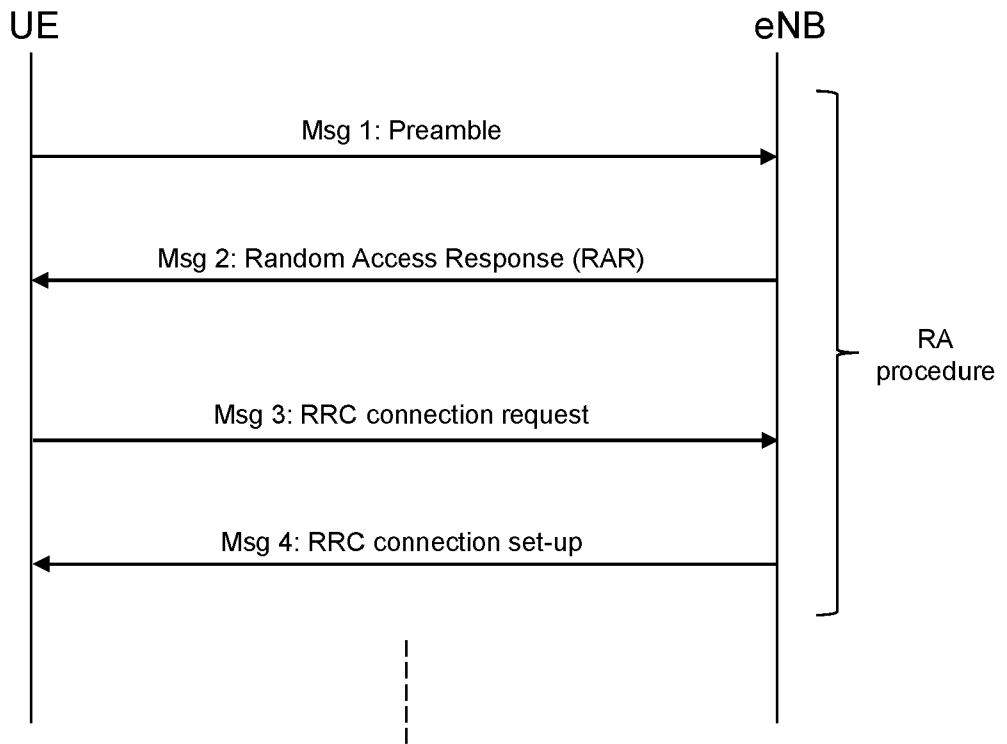 UE
eNB
Msg 1: Preamble
Msg 2: Random Access Response (RAR)
RA
procedure
Msg 3: RRC connection request
Msg 4: RRC connection set-up